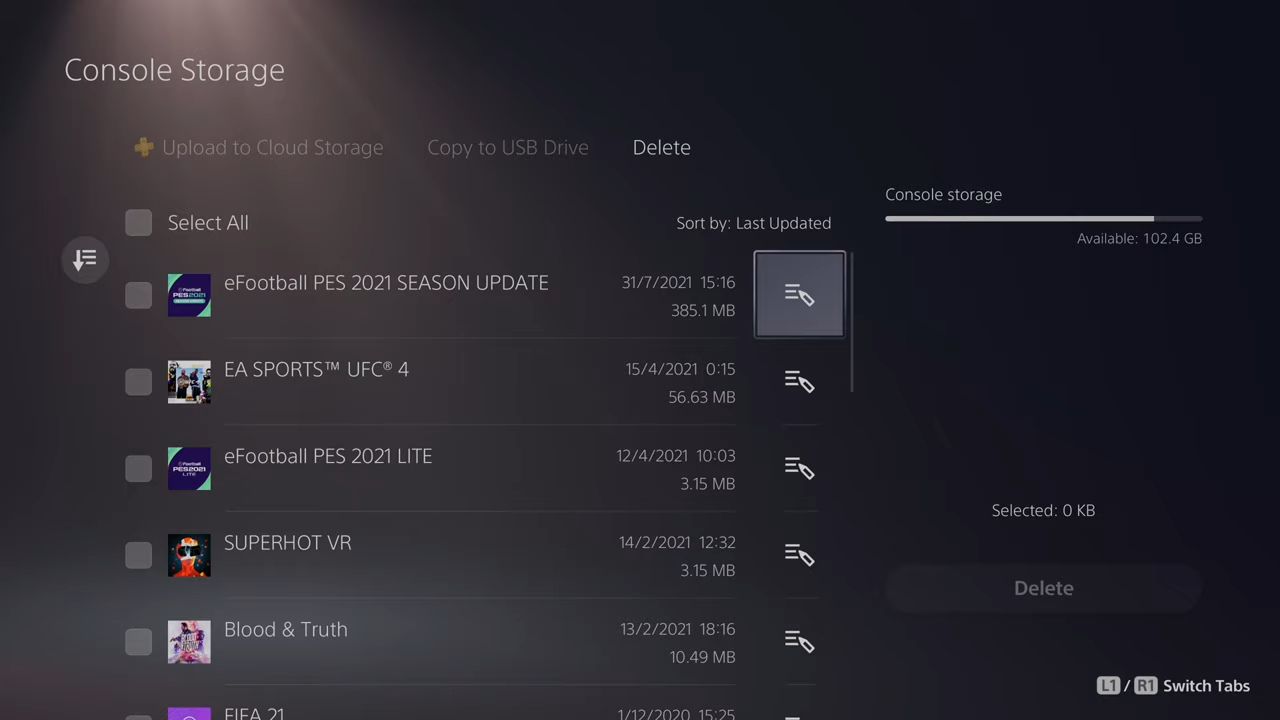 Console Storage
Upload to Cloud Storage
Copy to USB Drive
Delete
Select All
Sort by: Last Updated
eFootball PES 2021 SEASON UPDATE
31/7/2021 15:16
385.1 MB
EA SPORTS™ UFC® 4
15/4/2021 0:15
56.63 MB
eFootball PES 2021 LITE
12/4/2021 10:03
3.15 MB
SUPERHOT VR
14/2/2021 12:32
3.15 MB
Blood & Truth
13/2/2021 18:16
10.49 MB
FIFA 21
1/12/2020 15:25
Console storage
Available: 102.4 GB
Selected: 0 KB
Delete
L1 / R1 Switch Tabs